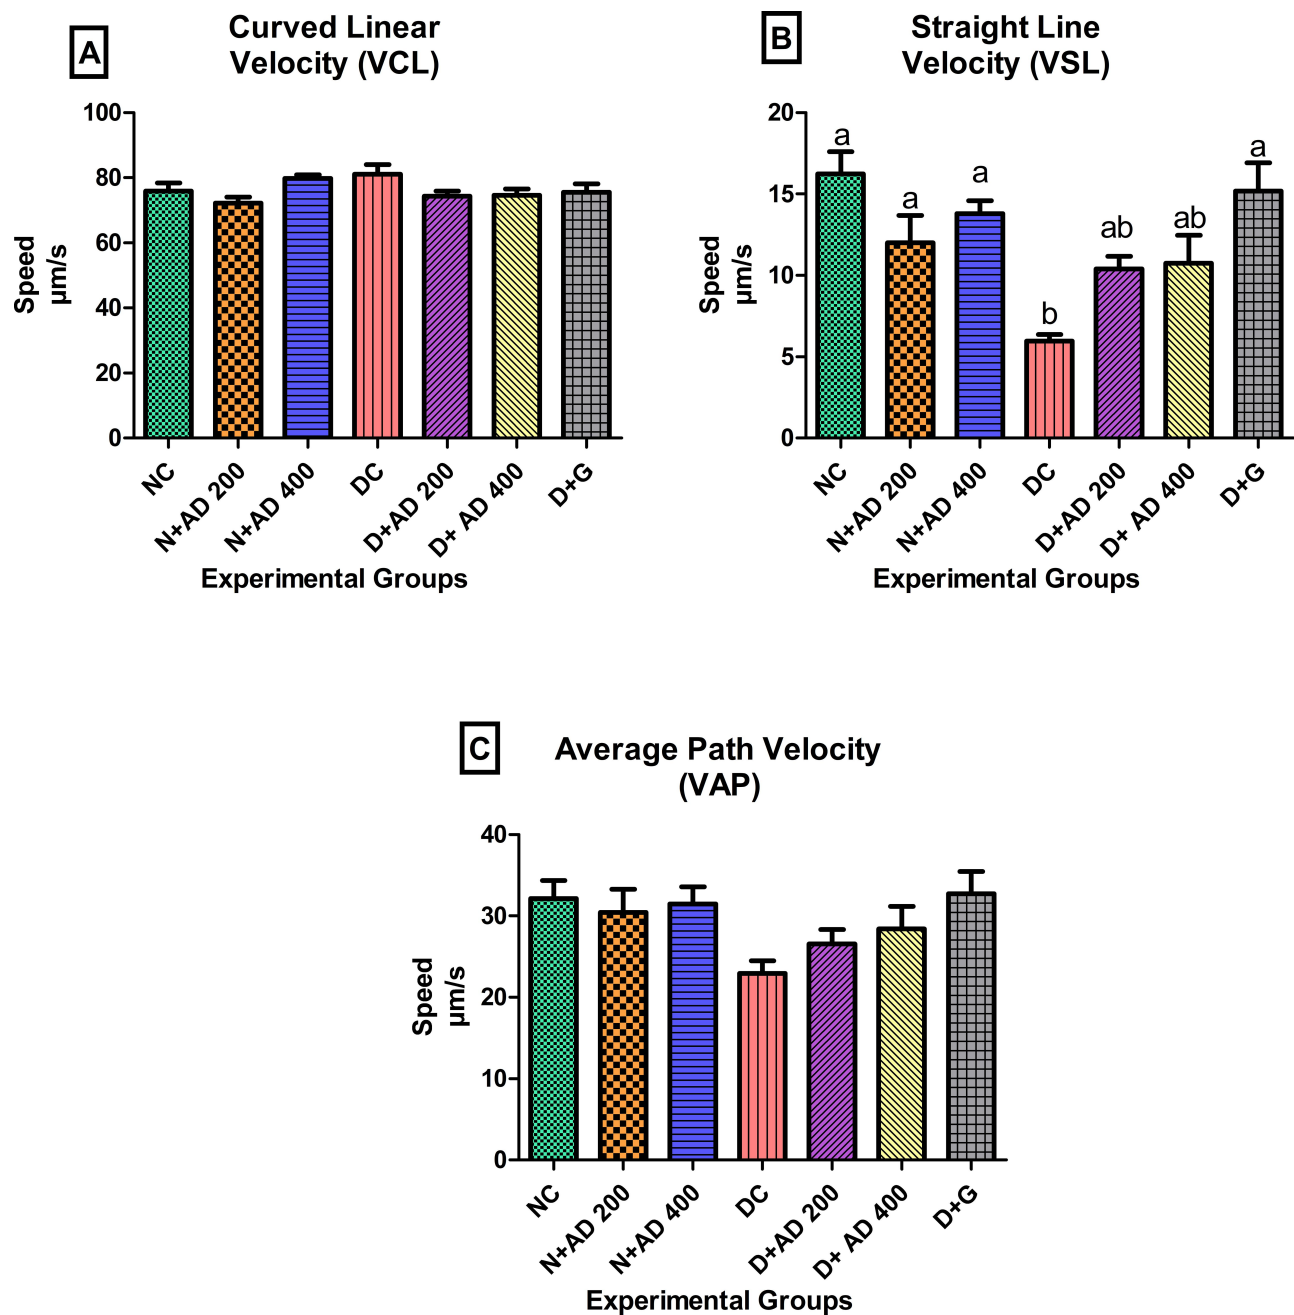 A
Curved Linear
Velocity (VCL)
100
80
60
40
20
0
Speed
µm/s
NC
N+AD 200
N+AD 400
DC
D+AD 200
D+ AD 400
D+G
Experimental Groups
B
Straight Line
Velocity (VSL)
20
15
10
5
0
Speed
µm/s
a
a
a
b
ab
ab
a
NC
N+AD 200
N+AD 400
DC
D+AD 200
D+ AD 400
D+G
Experimental Groups
C
Average Path Velocity
(VAP)
40
30
20
10
0
Speed
µm/s
NC
N+AD 200
N+AD 400
DC
D+AD 200
D+ AD 400
D+G
Experimental Groups